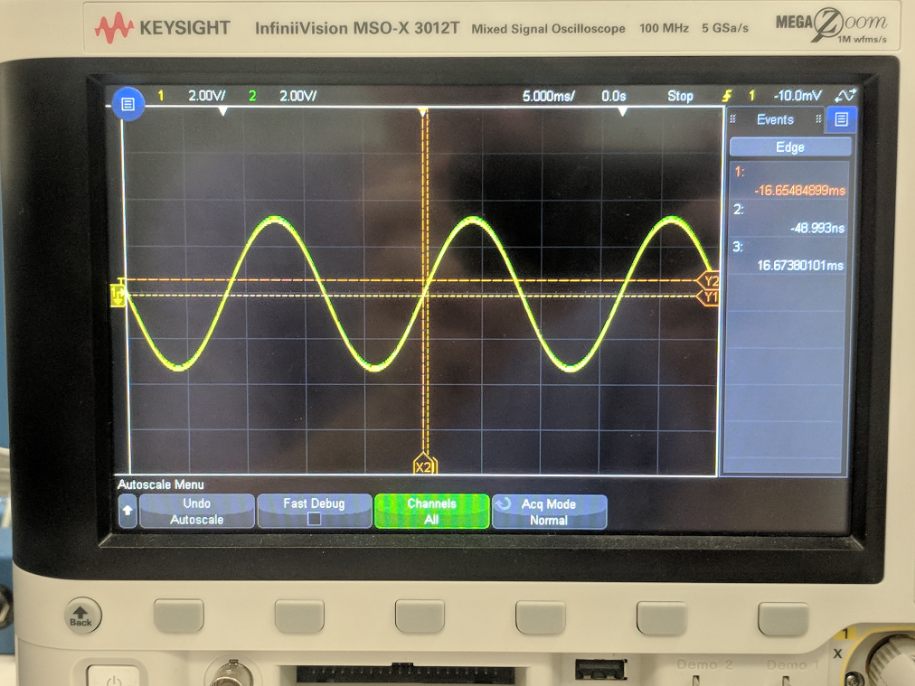 KEYSIGHT InfiniiVision MSO-X 3012T Mixed Signal Oscilloscope 100 MHz 5 GSa/s MEGA Zoom
1M wfms/s
1 2.00V/ 2 2.00V/ 5.000ms/ 0.0s Stop 1 -10.0mV
Events
Edge
1:
-16.65484899ms
2:
-48.993ns
3:
16.67380101ms
Y2
1 Y1
X2
Autoscale Menu
Undo Fast Debug Channels Acq Mode
Autoscale All Normal
Back
1
X
Demo 2 Demo 1